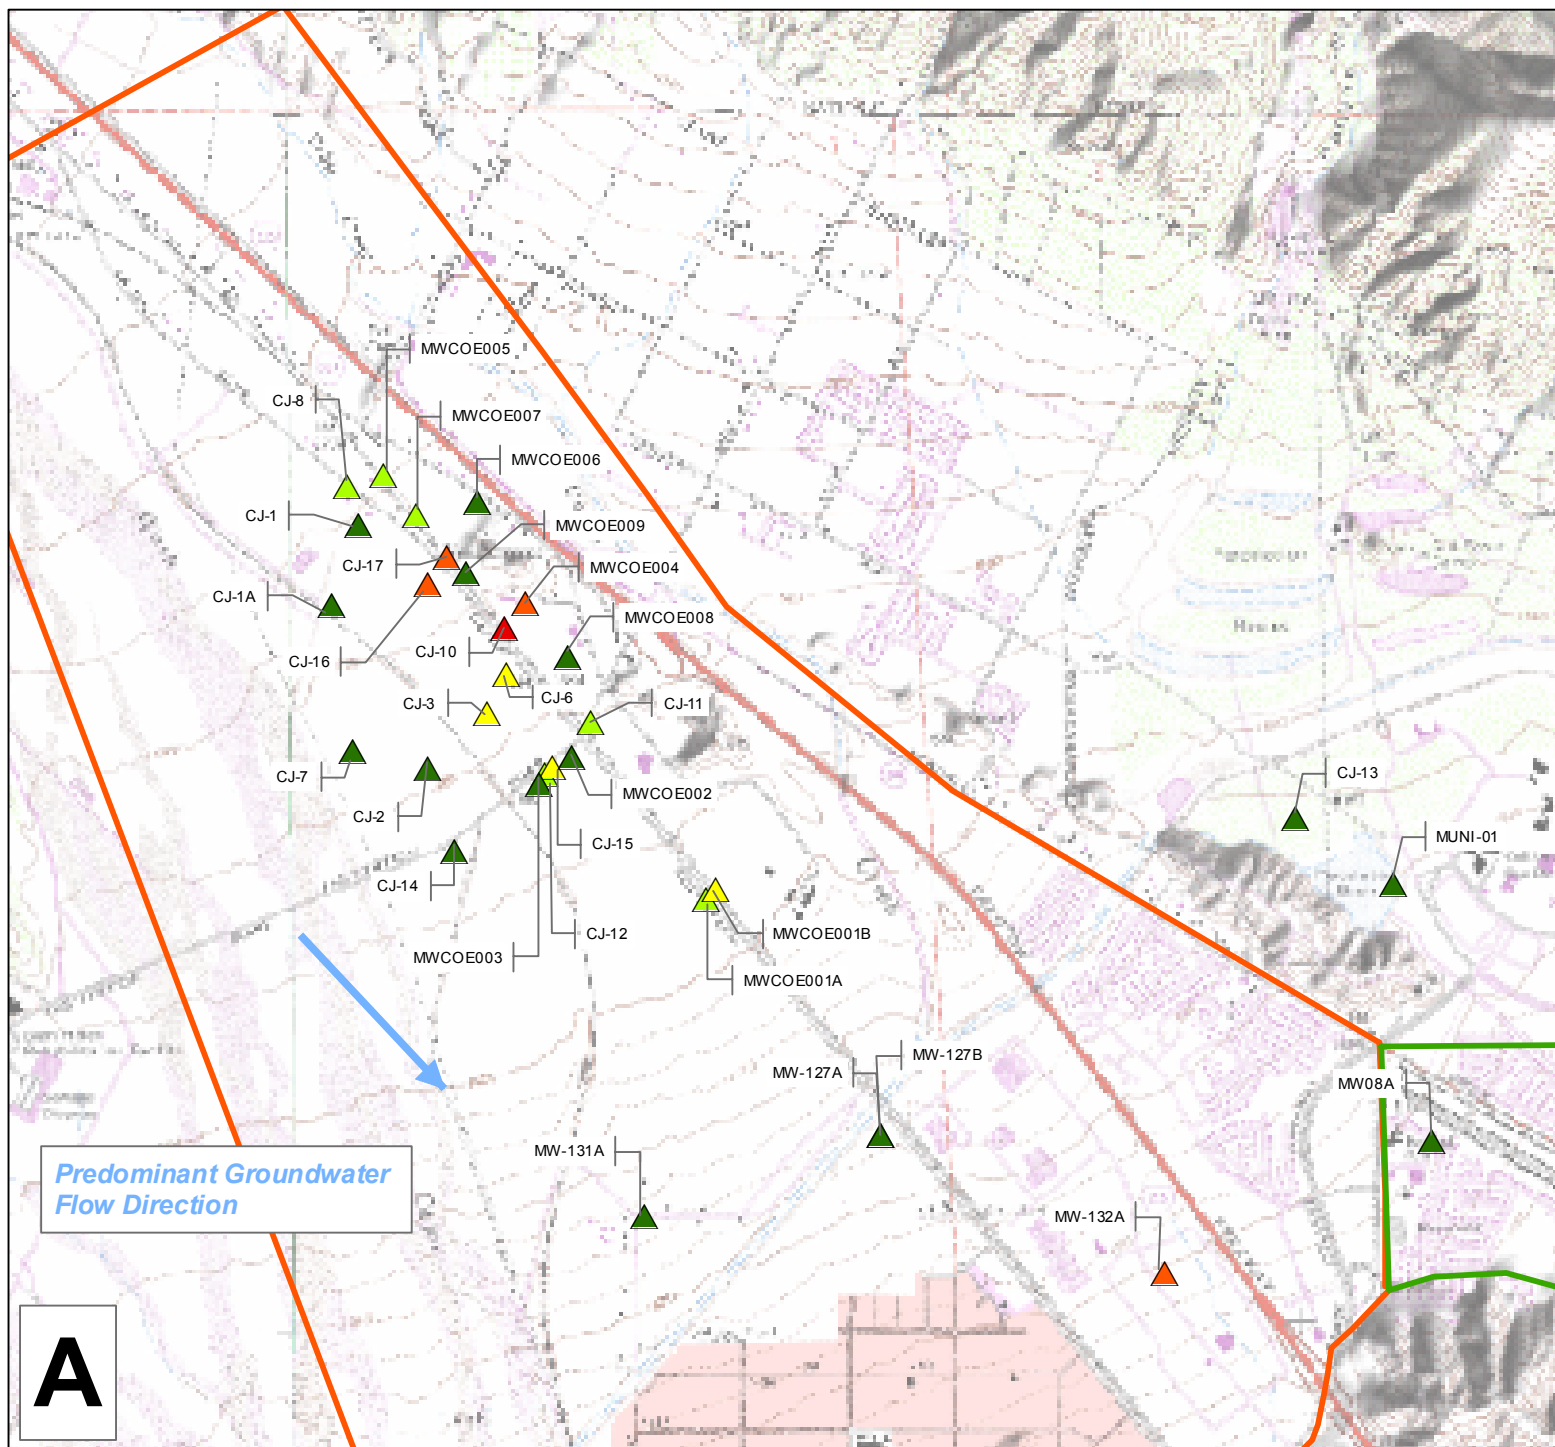 MWCOE005
CJ-8
MWCOE007
MWCOE006
CJ-1
MWCOE009
CJ-17
MWCOE004
CJ-1A
MWCOE008
CJ-10
CJ-16
CJ-6
CJ-3
CJ-11
CJ-13
CJ-7
MWCOE002
CJ-2
MUNI-01
CJ-15
CJ-14
CJ-12
MWCOE001B
MWCOE003
MWCOE001A
MW-127B
MW-127A
MW08A
MW-131A
Predominant Groundwater
Flow Direction
MW-132A
A